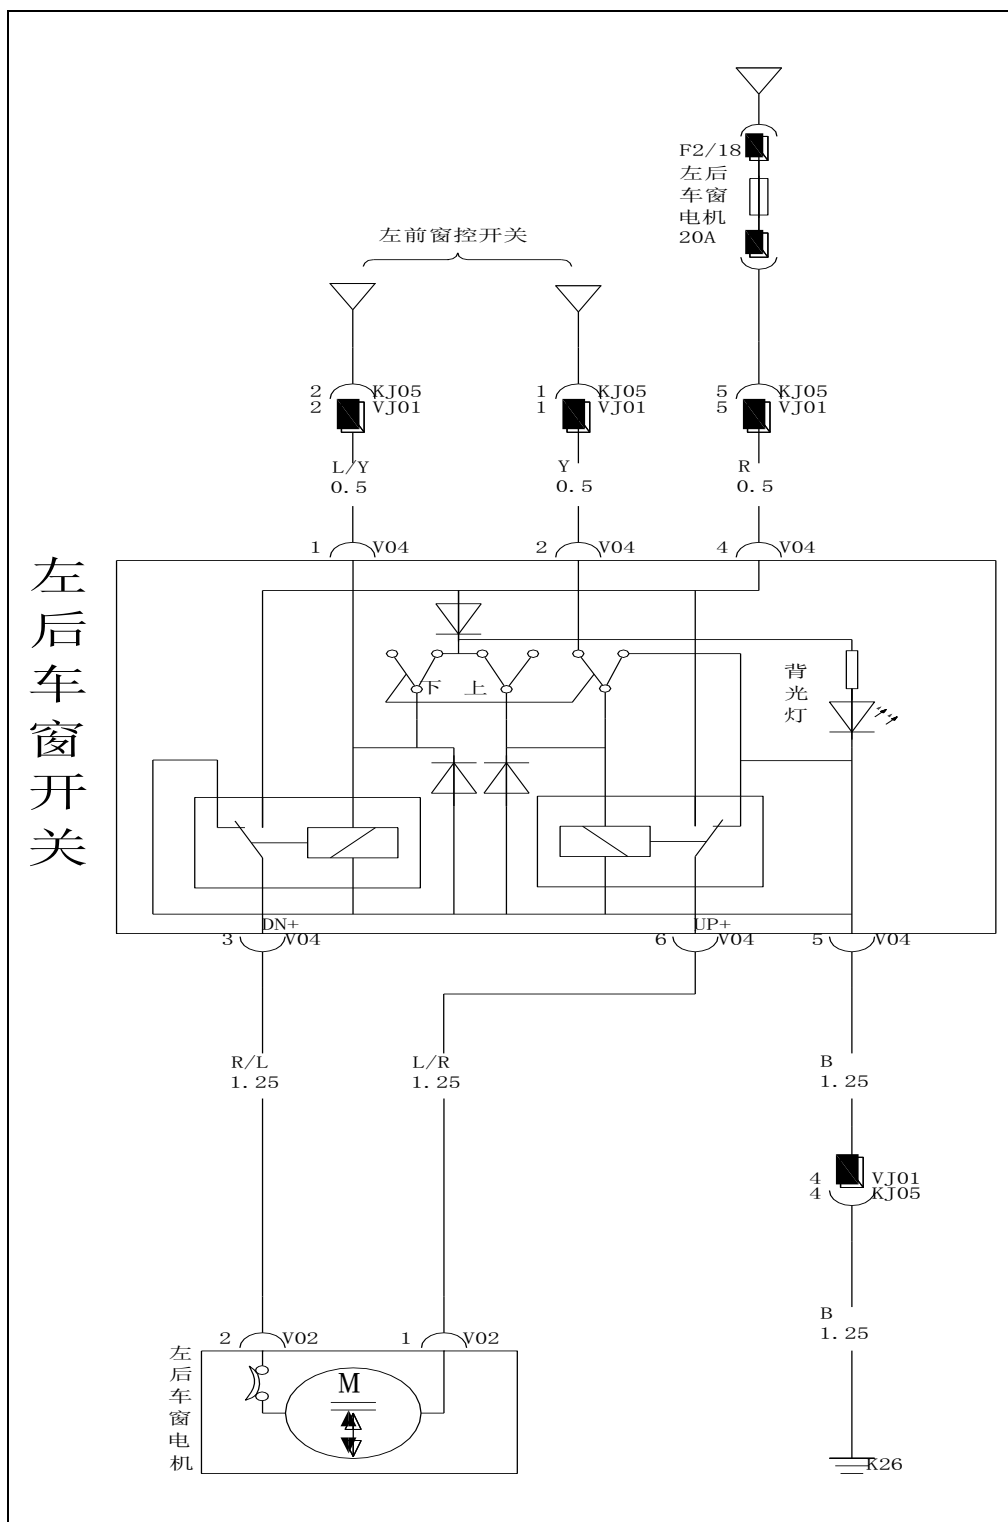 F2/18
左后
车窗
电机
20A
左前窗控开关
2 KJ05
2 VJ01
1 KJ05
1 VJ01
5 KJ05
5 VJ01
L/Y
0.5
Y
0.5
R
0.5
1 V04
2 V04
4 V04
左后车窗开关
下 上
背光灯
DN+
UP+
3 V04
6 V04
5 V04
R/L
1.25
L/R
1.25
B
1.25
4 VJ01
4 KJ05
B
1.25
2 V02
1 V02
左后车窗电机
M
K26